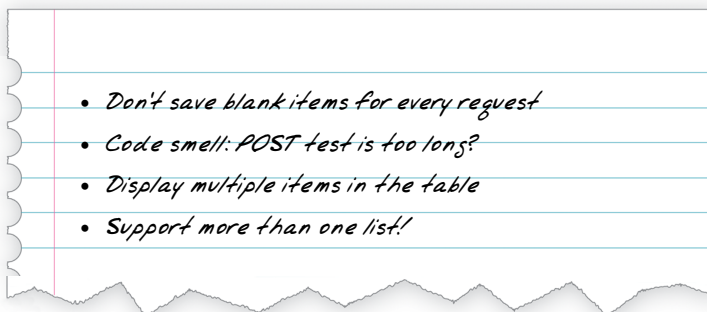 • Don't save blank items for every request
• Code smell: POST test is too long?
• Display multiple items in the table
• Support more than one list!